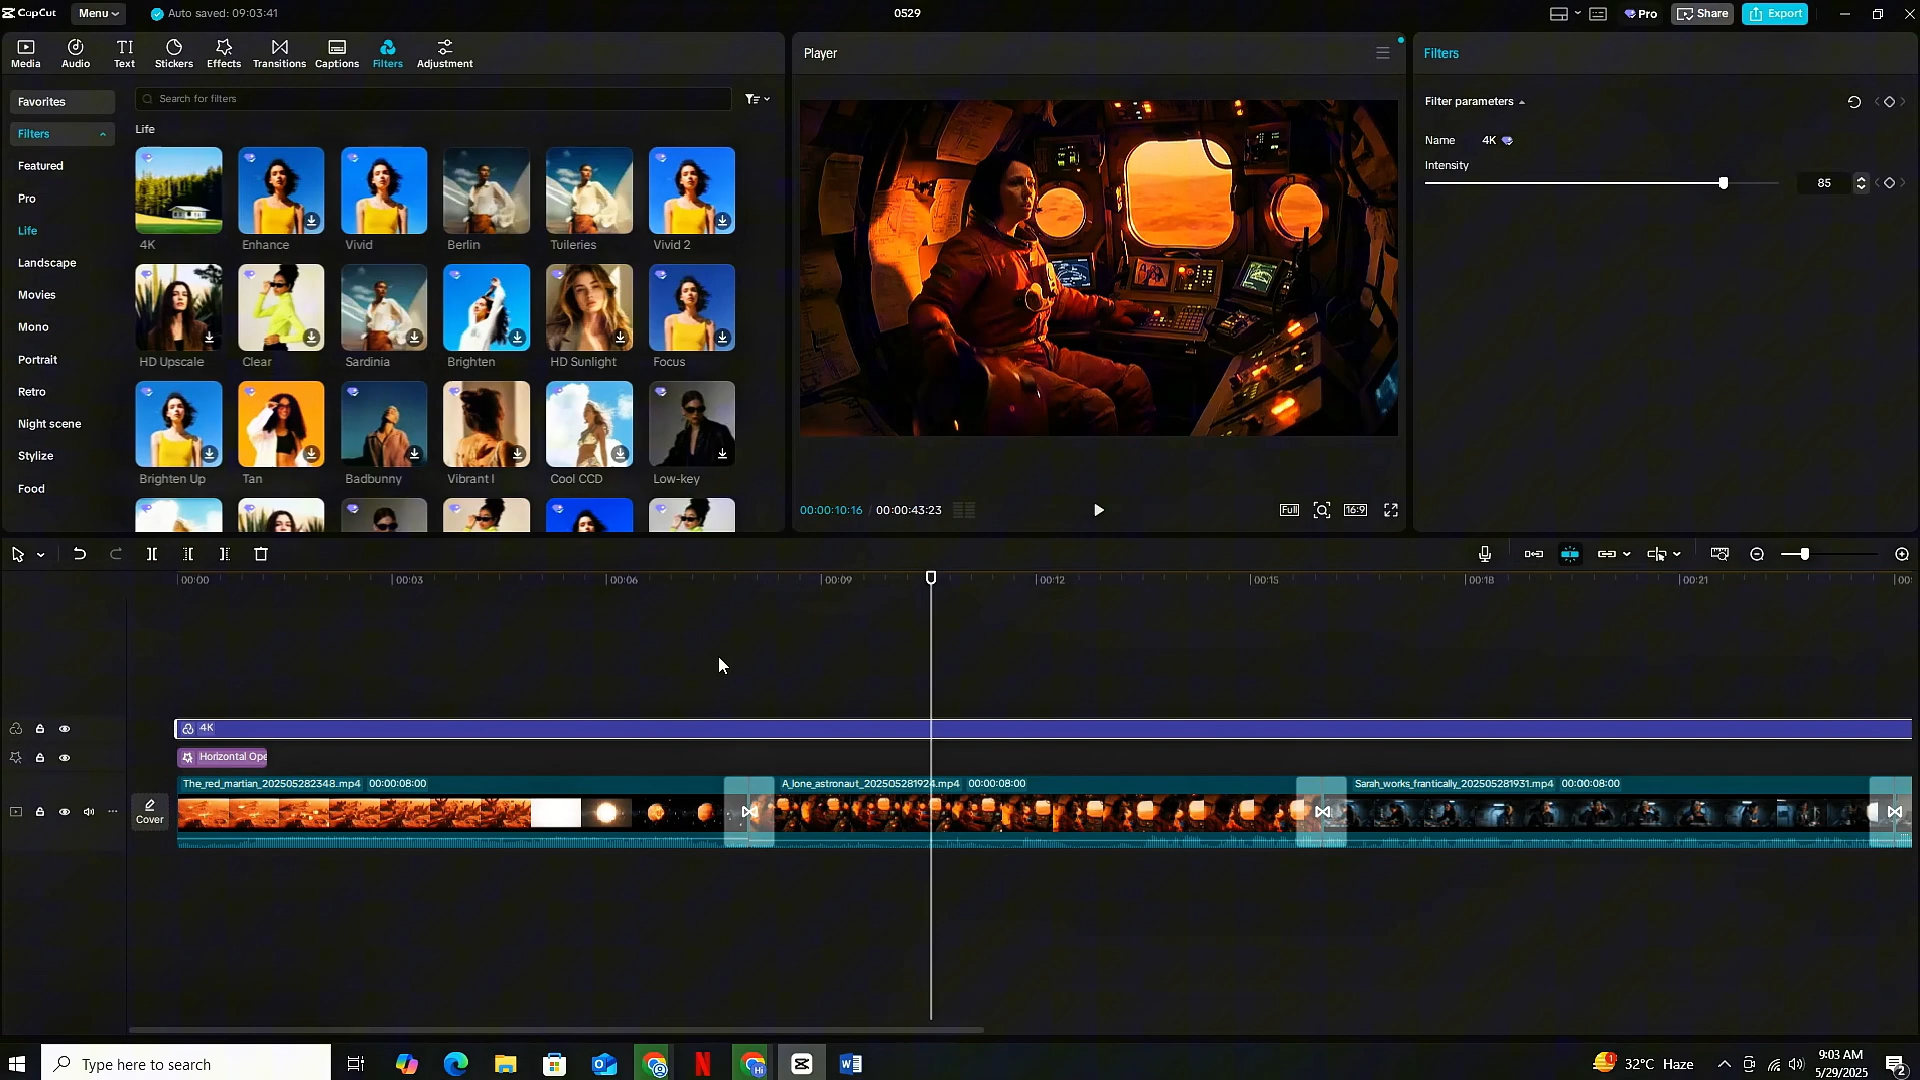 CapCut
Menu
Auto saved: 09:03:41
0529
Pro
Share
Export
Media
Audio
TI
Text
Stickers
Effects
Transitions
Captions
Filters
Adjustment
Player
Filters
Favorites
Search for filters
Filter parameters
Filters
Life
Name 4K
Featured
Intensity
85
Pro
Life
4K
Enhance
Vivid
Berlin
Tuileries
Vivid 2
Landscape
Movies
Mono
Portrait
HD Upscale
Clear
Sardinia
Brighten
HD Sunlight
Focus
Retro
Night scene
Stylize
Brighten Up
Tan
Badbunny
Vibrant I
Cool CCD
Low-key
Food
00:00:10:16 / 00:00:43:23
Full
16:9
00:00
00:03
00:06
00:09
00:12
00:15
00:18
00:21
4K
Horizontal Ope
The_red_martian_202505282348.mp4 00:00:08:00
A_lone_astronaut_202505281924.mp4 00:00:08:00
Sarah_works_frantically_202505281931.mp4 00:00:08:00
Cover
Type here to search
32°C Haze
9:03 AM
5/29/2025
2